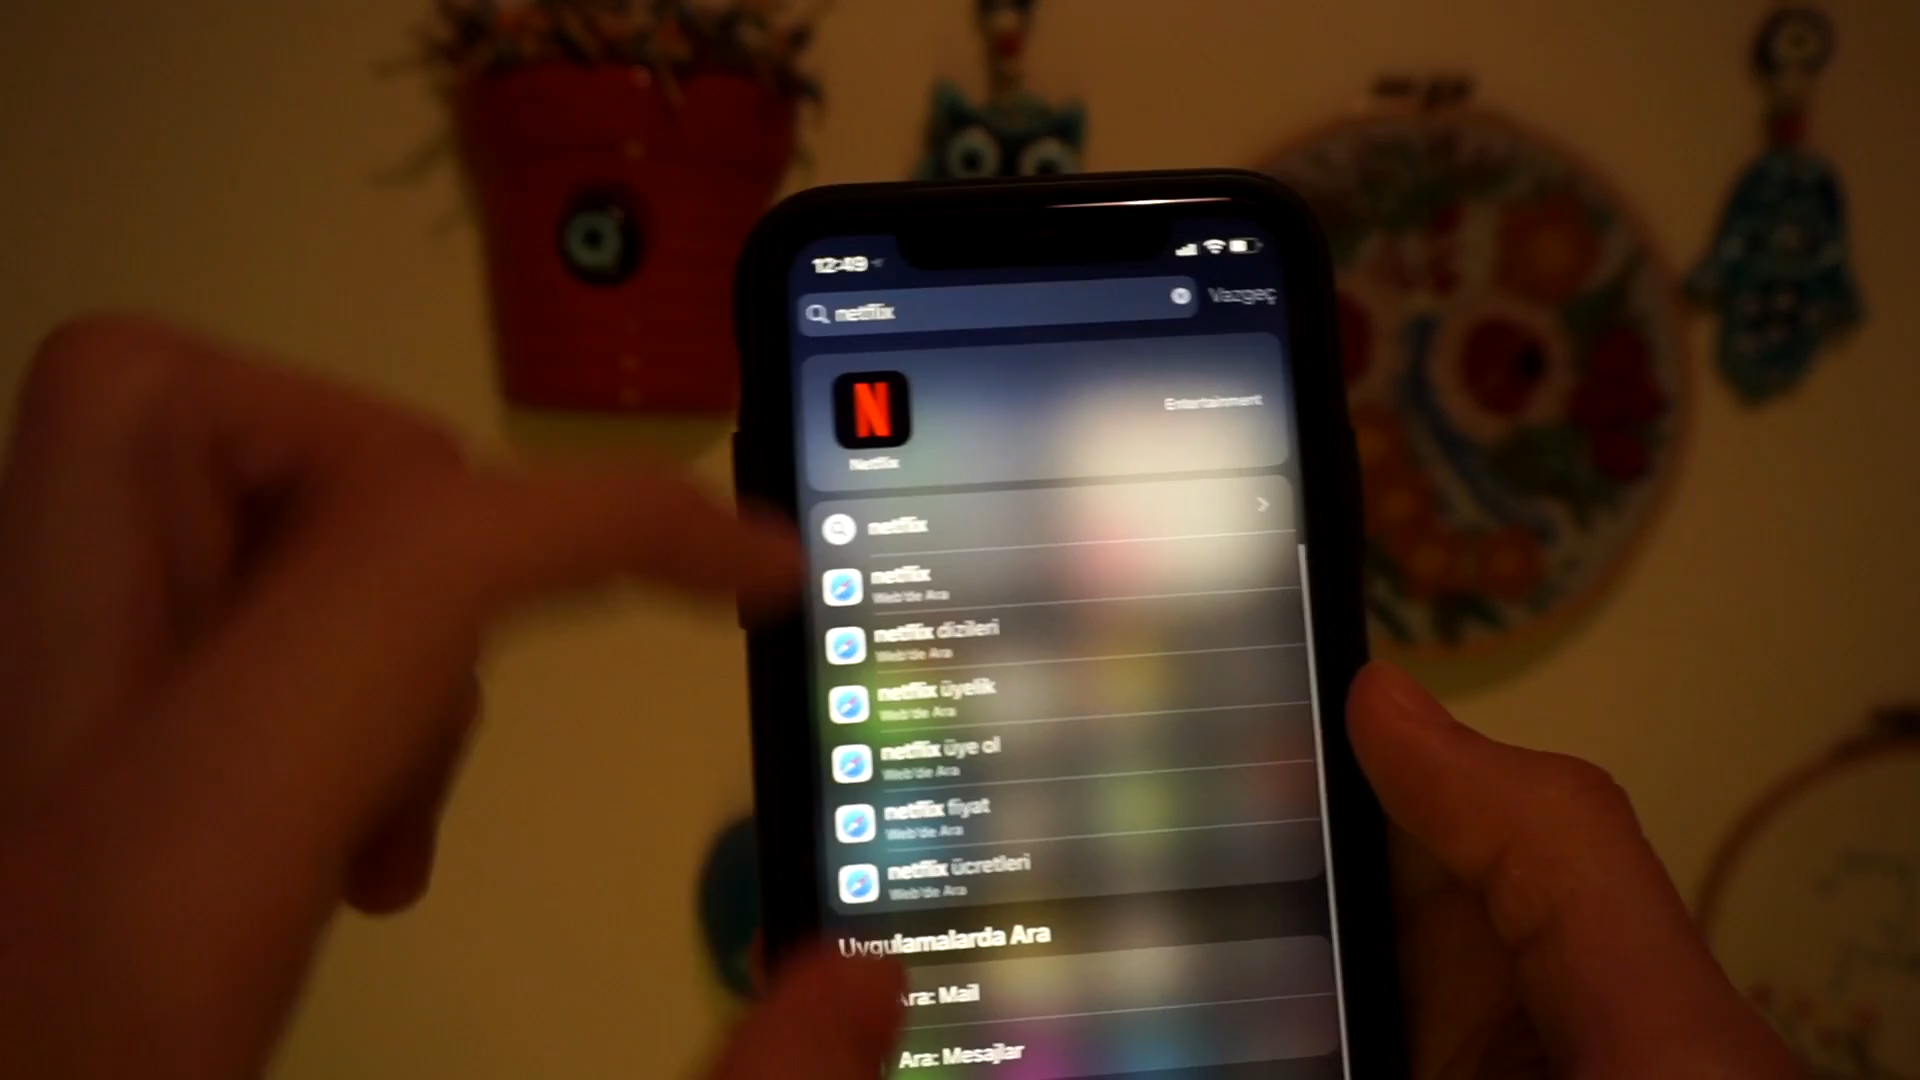 12:49
netflix
Vazgeç
N
Netflix
Entertainment
netflix
netflix
Web'de Ara
netflix dizileri
Web'de Ara
netflix üyelik
Web'de Ara
netflix üye ol
Web'de Ara
netflix fiyat
Web'de Ara
netflix ücretleri
Web'de Ara
Uygulamalarda Ara
Ara: Mail
Ara: Mesajlar